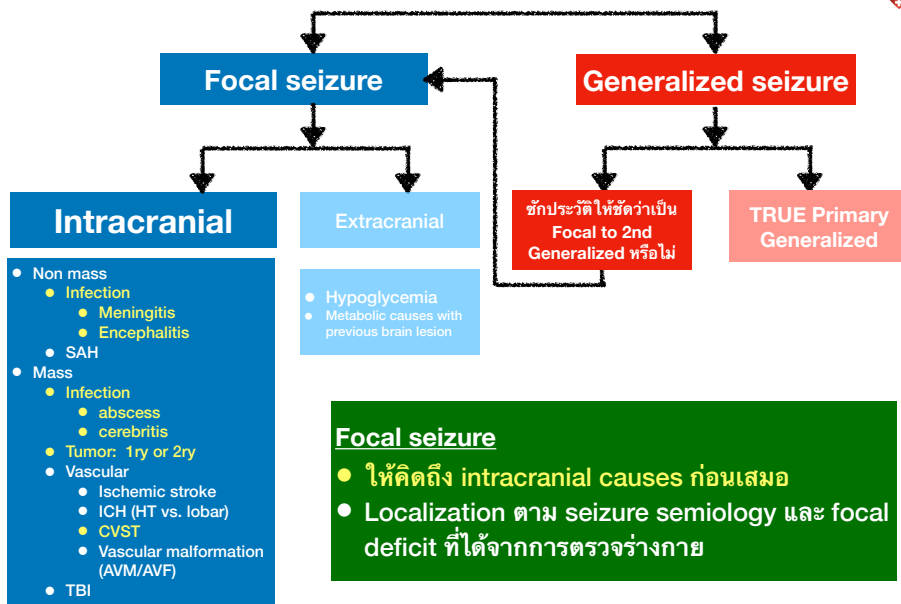 Focal seizure
Generalized seizure
Intracranial
Extracranial
ซักประวัติให้ชัดว่าเป็น
Focal to 2nd
Generalized หรือไม่
TRUE Primary
Generalized
● Non mass
● Infection
● Meningitis
● Encephalitis
● SAH
● Mass
● Infection
● abscess
● cerebritis
● Tumor: 1ry or 2ry
● Vascular
● Ischemic stroke
● ICH (HT vs. lobar)
● CVST
● Vascular malformation
(AVM/AVF)
● TBI
● Hypoglycemia
● Metabolic causes with
previous brain lesion
Focal seizure
● ให้คิดถึง intracranial causes ก่อนเสมอ
● Localization ตาม seizure semiology และ focal
deficit ที่ได้จากการตรวจร่างกาย